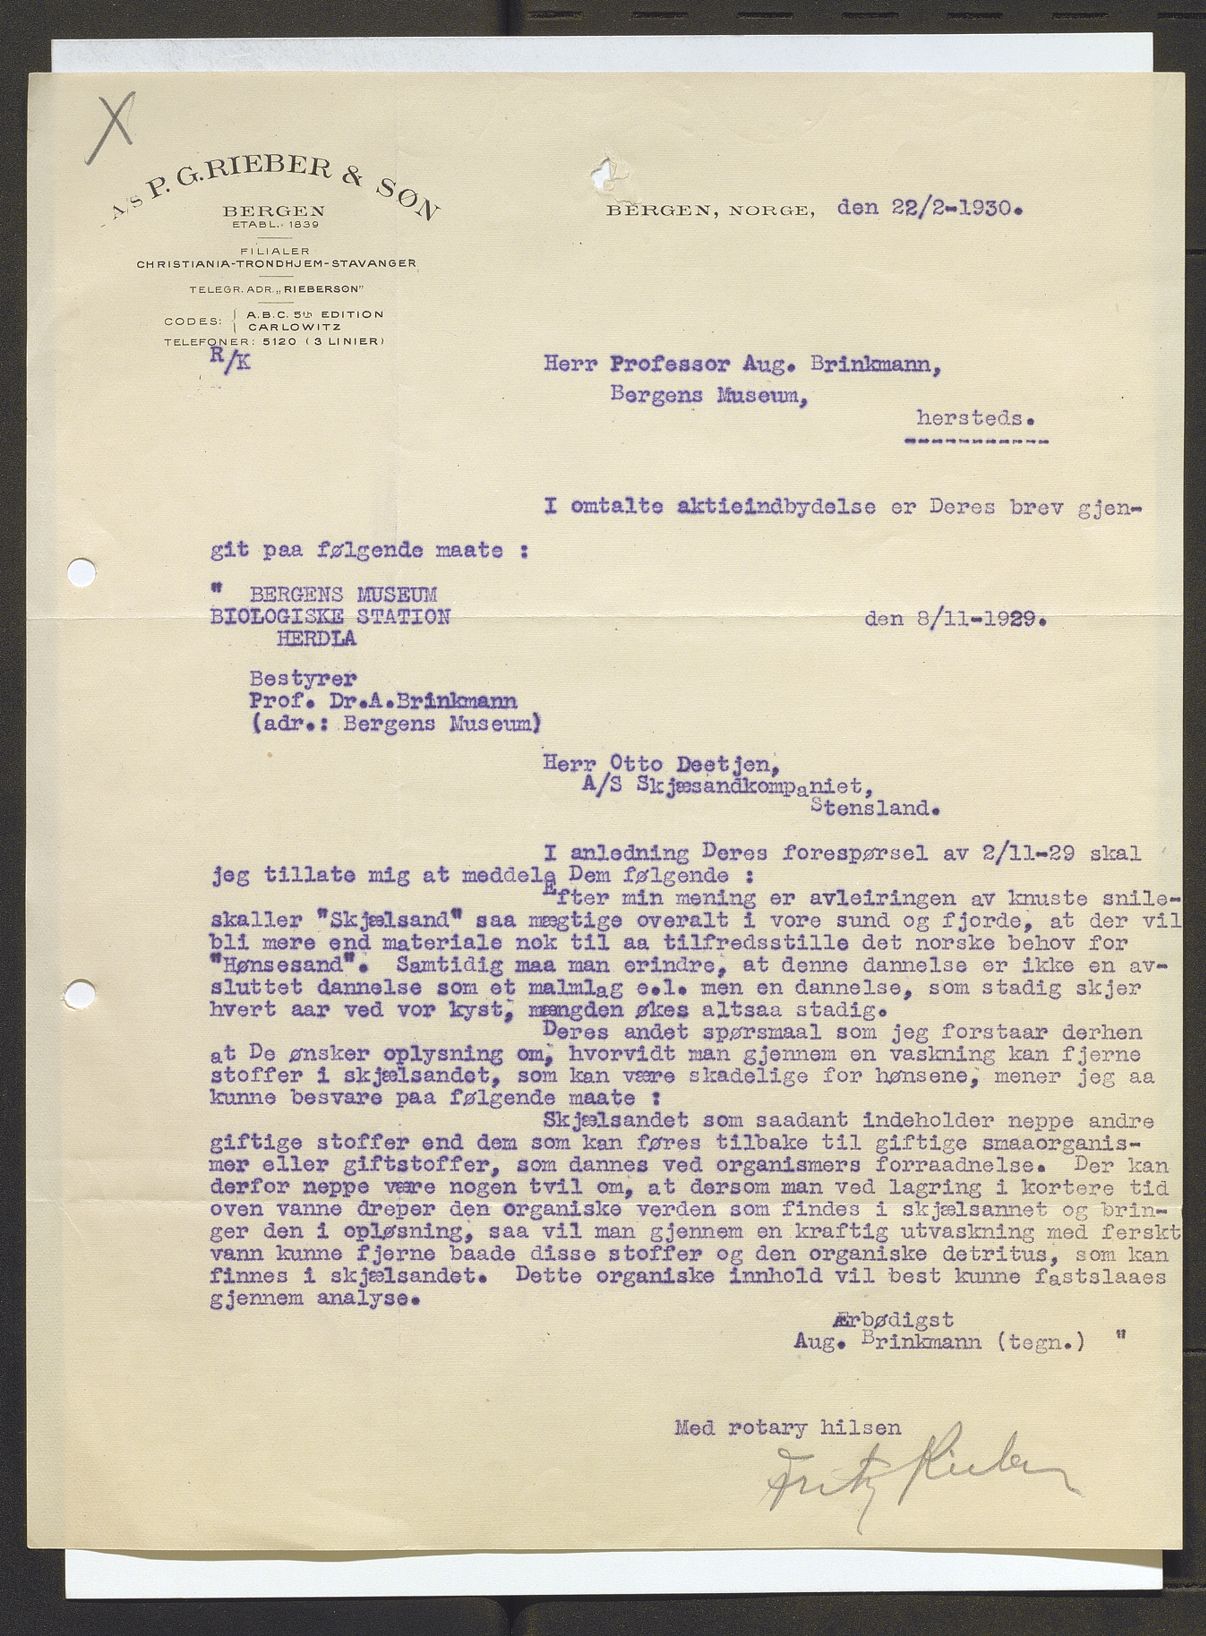 X
A/S P. G. RIEBER & SØN
BERGEN
ETABL. 1839
FILIALER
CHRISTIANIA-TRONDHJEM-STAVANGER
TELEGR. ADR. „RIEBERSON"
CODES: { A.B.C. 5th EDITION
CARLOWITZ
TELEFONER: 5120 (3 LINIER)
BERGEN, NORGE, den 22/2-1930.
R/K
Herr Professor Aug. Brinkmann,
Bergens Museum,
hersteds.
I omtalte aktieindbydelse er Deres brev gjen-
git paa følgende maate :
" BERGENS MUSEUM
BIOLOGISKE STATION den 8/11-1929.
HERDLA
Bestyrer
Prof. Dr.A.Brinkmann
(adr.: Bergens Museum)
Herr Otto Deetjen,
A/S Skjæsandkompaniet,
Stensland.
I anledning Deres forespørsel av 2/11-29 skal
jeg tillate mig at meddele Dem følgende :
Efter min mening er avleiringen av knuste snile-
skaller "Skjælsand" saa mægtige overalt i vore sund og fjorde, at der vil
bli mere end materiale nok til aa tilfredsstille det norske behov for
"Hønsesand". Samtidig maa man erindre, at denne dannelse er ikke en av-
sluttet dannelse som et malmlag e.l. men en dannelse, som stadig skjer
hvert aar ved vor kyst, mængden økes altsaa stadig.
Deres andet spørsmaal som jeg forstaar derhen
at De ønsker oplysning om, hvorvidt man gjennem en vaskning kan fjerne
stoffer i skjælsandet, som kan være skadelige for hønsene, mener jeg aa
kunne besvare paa følgende maate :
Skjælsandet som saadant indeholder neppe andre
giftige stoffer end dem som kan føres tilbake til giftige smaaorganis-
mer eller giftstoffer, som dannes ved organismers forraadnelse. Der kan
derfor neppe være nogen tvil om, at dersom man ved lagring i kortere tid
oven vanne dreper den organiske verden som findes i skjælsannet og brin-
ger den i opløsning, saa vil man gjennem en kraftig utvaskning med ferskt
vann kunne fjerne baade disse stoffer og den organiske detritus, som kan
finnes i skjælsandet. Dette organiske innhold vil best kunne fastslaaes
gjennem analyse.
Ærbødigst
Aug. Brinkmann (tegn.) "
Med rotary hilsen
Fritz Rieber